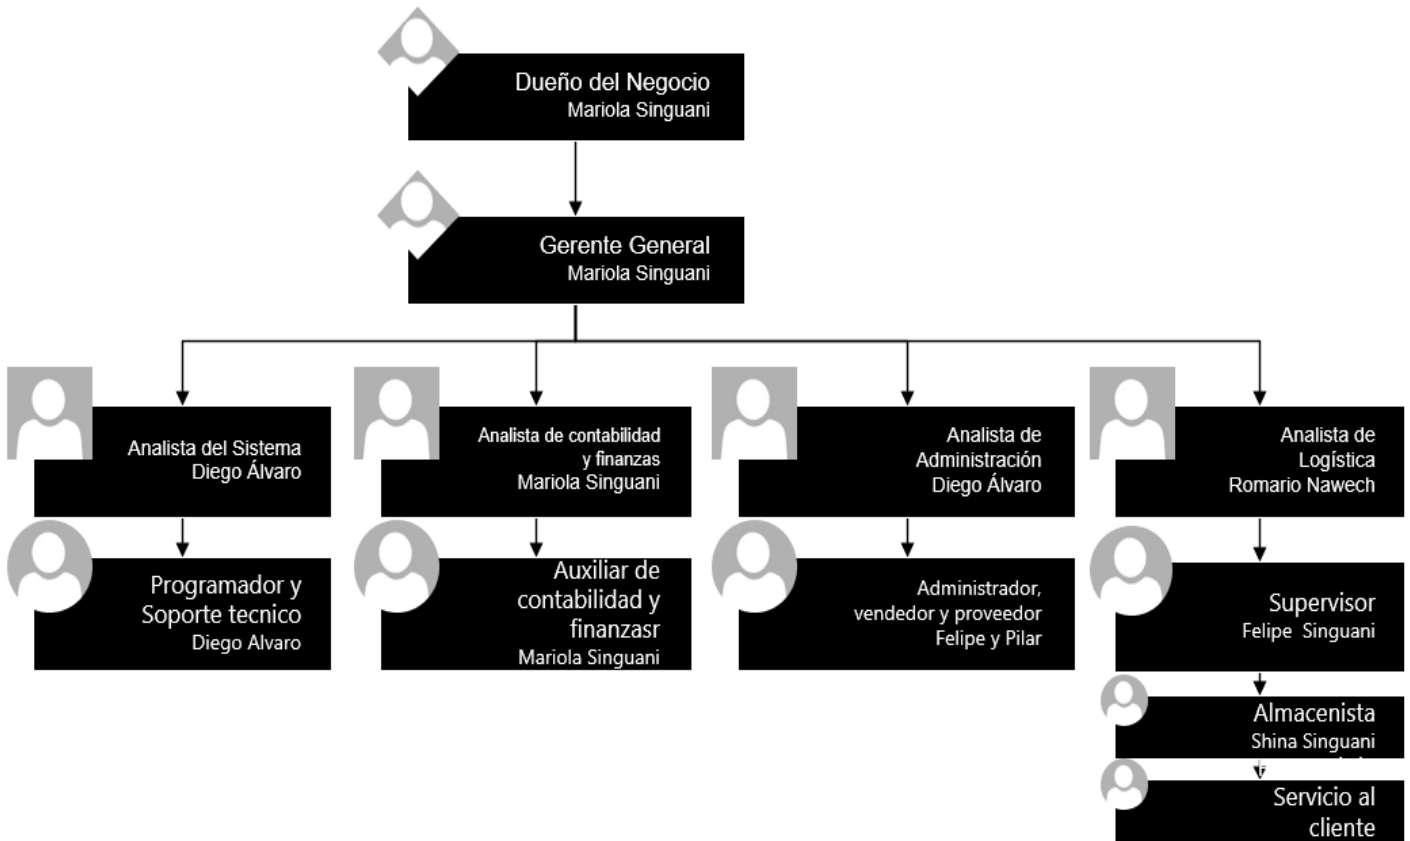 Dueño del Negocio
Mariola Singuani
Gerente General
Mariola Singuani
Analista del Sistema
Diego Álvaro
Analista de contabilidad
y finanzas
Mariola Singuani
Analista de
Administración
Diego Álvaro
Analista de
Logística
Romario Nawech
Programador y
Soporte tecnico
Diego Alvaro
Auxiliar de
contabilidad y
finanzasr
Mariola Singuani
Administrador,
vendedor y proveedor
Felipe y Pilar
Supervisor
Felipe  Singuani
Almacenista
Shina Singuani
Servicio al
cliente